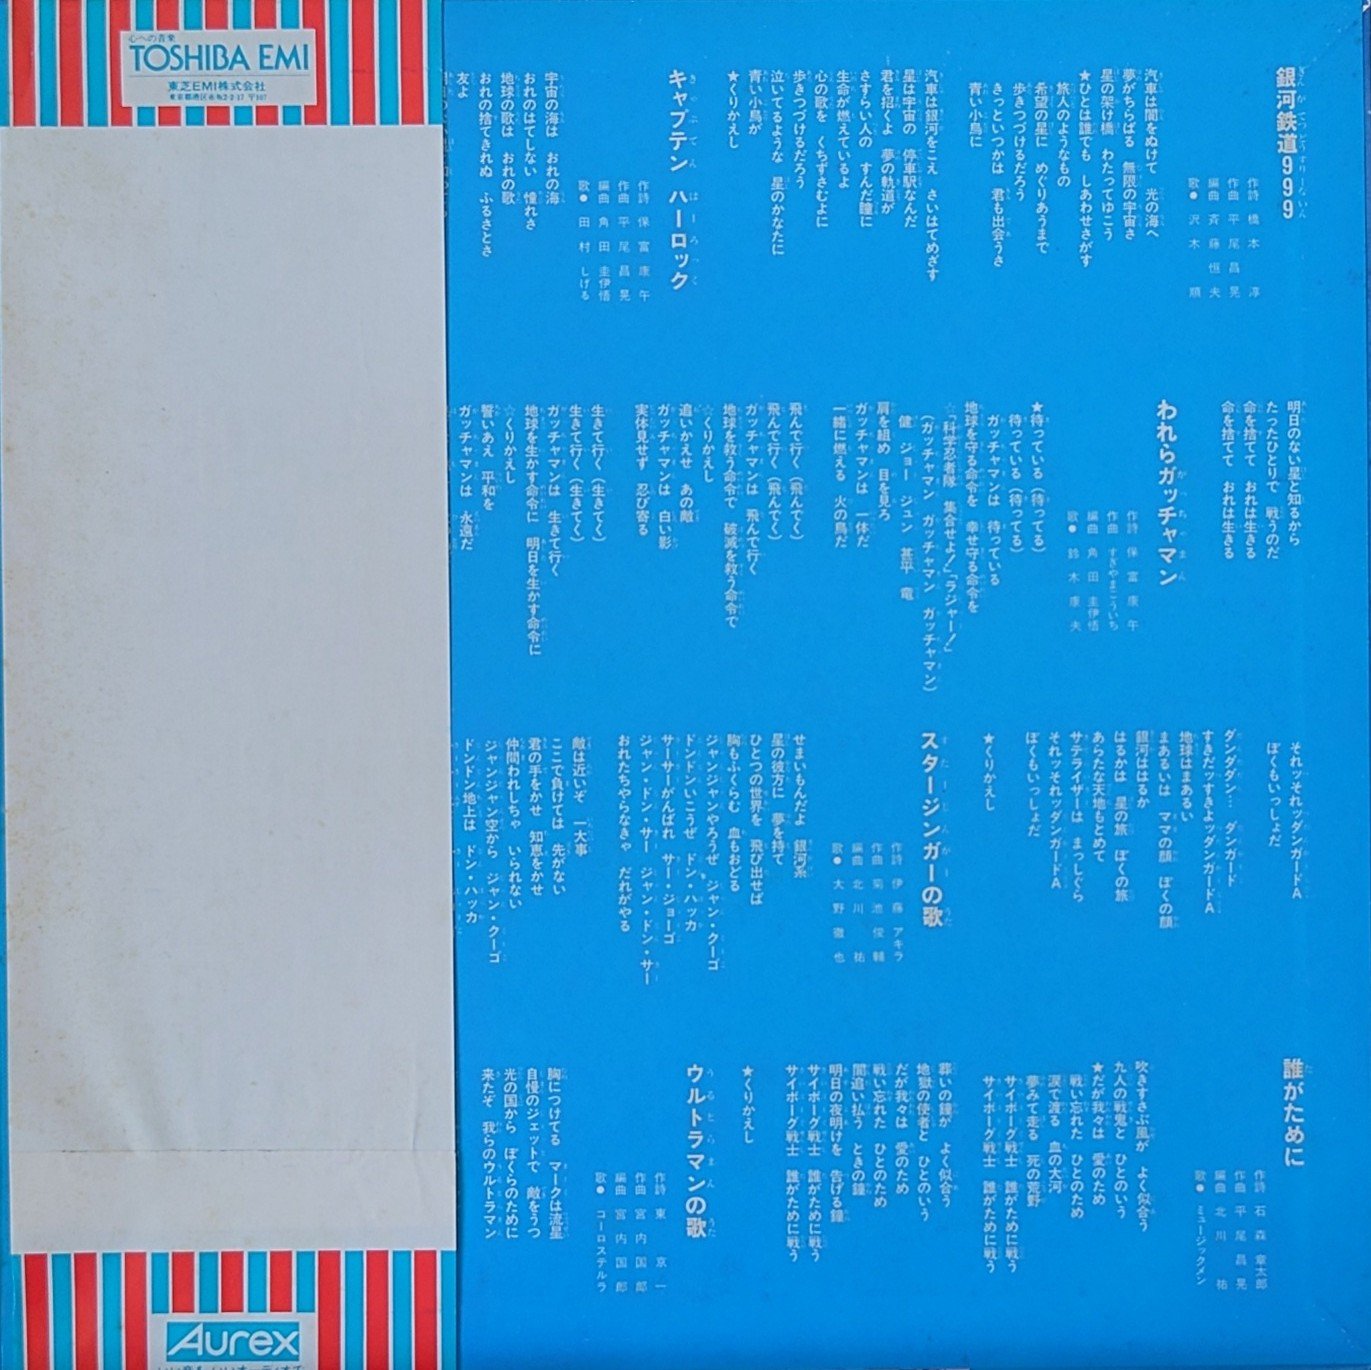 心への音楽
TOSHIBA EMI
東芝EMI株式会社
東京都港区赤坂2-2-17 〒107
銀河鉄道999
作詩 橋本 淳
作曲 平尾昌晃
編曲 斉藤恒夫
歌● 沢木 順
汽車は闇をぬけて 光の海へ
夢がちらばる 無限の宇宙さ
星の架け橋 わたってゆこう
★ひとは誰でも しあわせさがす
旅人のようなもの
希望の星に めぐりあうまで
歩きつづけるだろう
きっといつかは 君も出会うさ
青い小鳥に
汽車は銀河をこえ さいはてめざす
星は宇宙の 停車駅なんだ
君を招くよ 夢の軌道が
さすらい人の すんだ瞳に
生命が燃えているよ
心の歌を くちずさむよに
歩きつづけるだろう
泣いてるような 星のかなたに
青い小鳥が
★くりかえし
キャプテン ハーロック
作詩 保富康午
作曲 平尾昌晃
編曲 角田圭伊悟
歌● 田村しげる
宇宙の海は おれの海
おれのはてしない 憧れさ
地球の歌は おれの歌
おれの捨てきれぬ ふるさとさ
友よ
明日のない星と知るから
たったひとりで 戦うのだ
命を捨てて おれは生きる
命を捨てて おれは生きる
われらガッチャマン
作詩 保富康午
作曲 すぎやまこういち
編曲 角田圭伊悟
歌● 鈴木康夫
★待っている(待ってる)
待っている(待ってる)
ガッチャマンは 待っている
地球を守る命令を 幸せ守る命令を
☆「科学忍者隊 集合せよ!」「ラジャー!」
(ガッチャマン ガッチャマン ガッチャマン)
健 ジョー ジュン 甚平 竜
肩を組め 目を見ろ
ガッチャマンは 一体だ
一緒に燃える 火の鳥だ
飛んで行く(飛んでく)
飛んで行く(飛んでく)
ガッチャマンは 飛んで行く
地球を救う命令で 破滅を救う命令で
☆くりかえし
追いかえせ あの敵
ガッチャマンは 白い影
実体見せず 忍び寄る
生きて行く(生きてく)
生きて行く(生きてく)
ガッチャマンは 生きて行く
地球を生かす命令に 明日を生かす命令に
☆くりかえし
誓いあえ 平和を
ガッチャマンは 永遠だ
それッそれッダンガードA
ぼくもいっしょだ
ダンダダン… ダンガード
すきだッすきよッダンガードA
地球はまあるい
まあるいは ママの顔 ぼくの顔
銀河ははるか
はるかは 星の旅 ぼくの旅
あらたな天地もとめて
サテライザーは まっしぐら
それッそれッダンガードA
ぼくもいっしょだ
★くりかえし
スタージンガーの歌
作詩 伊藤アキラ
作曲 菊池俊輔
編曲 北川 祐
歌● 大野徹也
せまいもんだよ 銀河系
星の彼方に 夢を持て
ひとつの世界を 飛び出せば
胸もふくらむ 血もおどる
ジャンジャンやろうぜ ジャン・クーゴ
ドンドンいこうぜ ドン・ハッカ
サーサーがんばれ サー・ジョーゴ
ジャン・ドン・サー ジャン・ドン・サー
おれたちやらなきゃ だれがやる
敵は近いぞ 一大事
ここで負けては 先がない
君の手をかせ 知恵をかせ
仲間われしちゃ いられない
ジャンジャン空から ジャン・クーゴ
ドンドン地上は ドン・ハッカ
誰がために
作詩 石森章太郎
作曲 平尾昌晃
編曲 北川 祐
歌● ミュージックメン
吹きすさぶ風が よく似合う
九人の戦鬼と ひとのいう
★だが我々は 愛のため
戦い忘れた ひとのため
涙で渡る 血の大河
夢みて走る 死の荒野
サイボーグ戦士 誰がために戦う
サイボーグ戦士 誰がために戦う
葬いの鐘が よく似合う
地獄の使者と ひとのいう
だが我々は 愛のため
戦い忘れた ひとのため
闇追い払う ときの鐘
明日の夜明けを 告げる鐘
サイボーグ戦士 誰がために戦う
サイボーグ戦士 誰がために戦う
★くりかえし
ウルトラマンの歌
作詩 東 京一
作曲 宮内国郎
編曲 宮内国郎
歌● コーロステルラ
胸につけてる マークは流星
自慢のジェットで 敵をうつ
光の国から ぼくらのために
来たぞ 我らのウルトラマン
Aurex